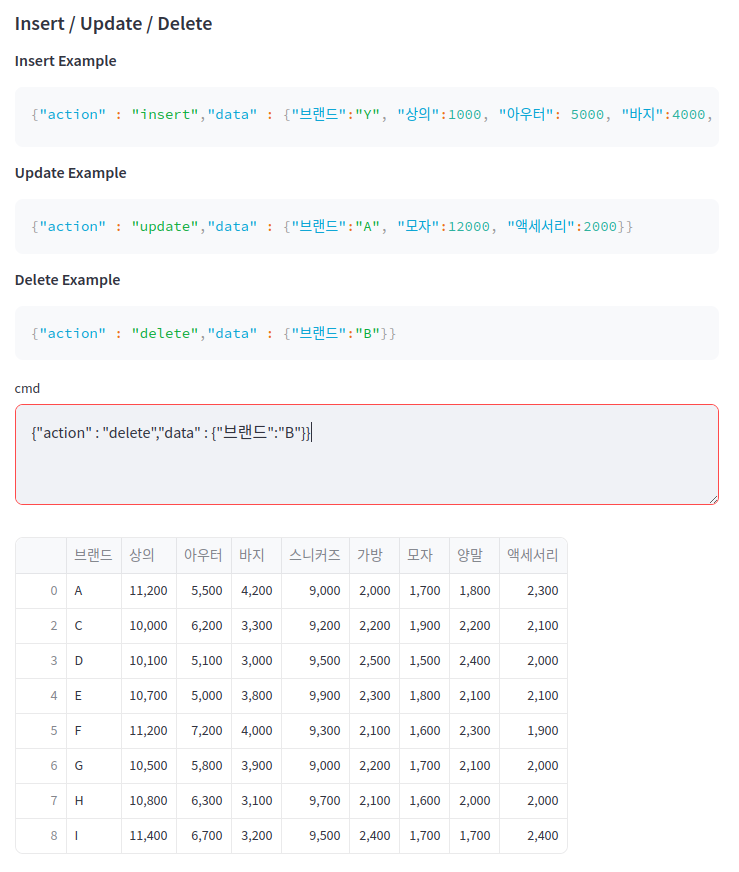 Insert / Update / Delete
Insert Example
{"action" : "insert","data" : {"브랜드":"Y", "상의":1000, "아우터": 5000, "바지":4000,
Update Example
{"action" : "update","data" : {"브랜드":"A", "모자":12000, "액세서리":2000}}
Delete Example
{"action" : "delete","data" : {"브랜드":"B"}}
cmd
{"action" : "delete","data" : {"브랜드":"B"}}
브랜드 상의 아우터 바지 스니커즈 가방 모자 양말 액세서리
0 A 11,200 5,500 4,200 9,000 2,000 1,700 1,800 2,300
2 C 10,000 6,200 3,300 9,200 2,200 1,900 2,200 2,100
3 D 10,100 5,100 3,000 9,500 2,500 1,500 2,400 2,000
4 E 10,700 5,000 3,800 9,900 2,300 1,800 2,100 2,100
5 F 11,200 7,200 4,000 9,300 2,100 1,600 2,300 1,900
6 G 10,500 5,800 3,900 9,000 2,200 1,700 2,100 2,000
7 H 10,800 6,300 3,100 9,700 2,100 1,600 2,000 2,000
8 I 11,400 6,700 3,200 9,500 2,400 1,700 1,700 2,400